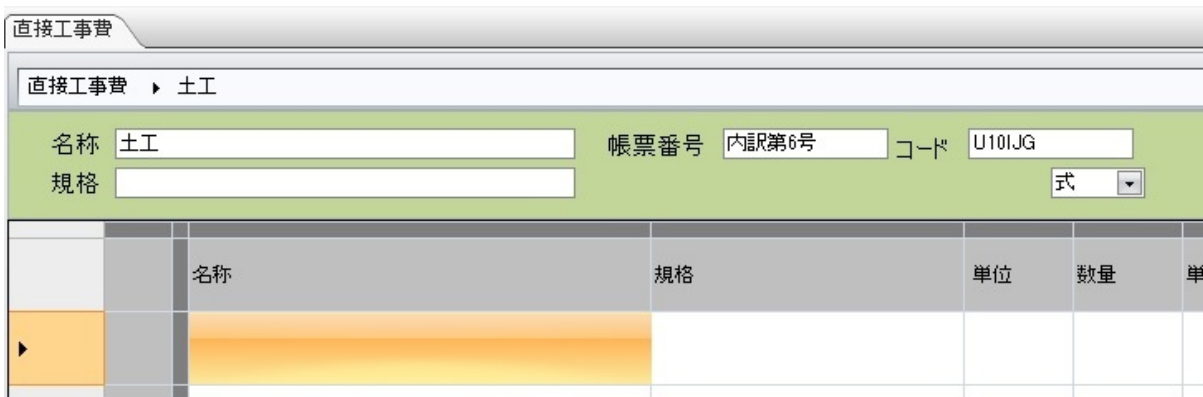 直接工事費
直接工事費 ▶ 土工
名称 土工 帳票番号 内訳第6号 コード U10IJG
規格 式
名称 規格 単位 数量 単